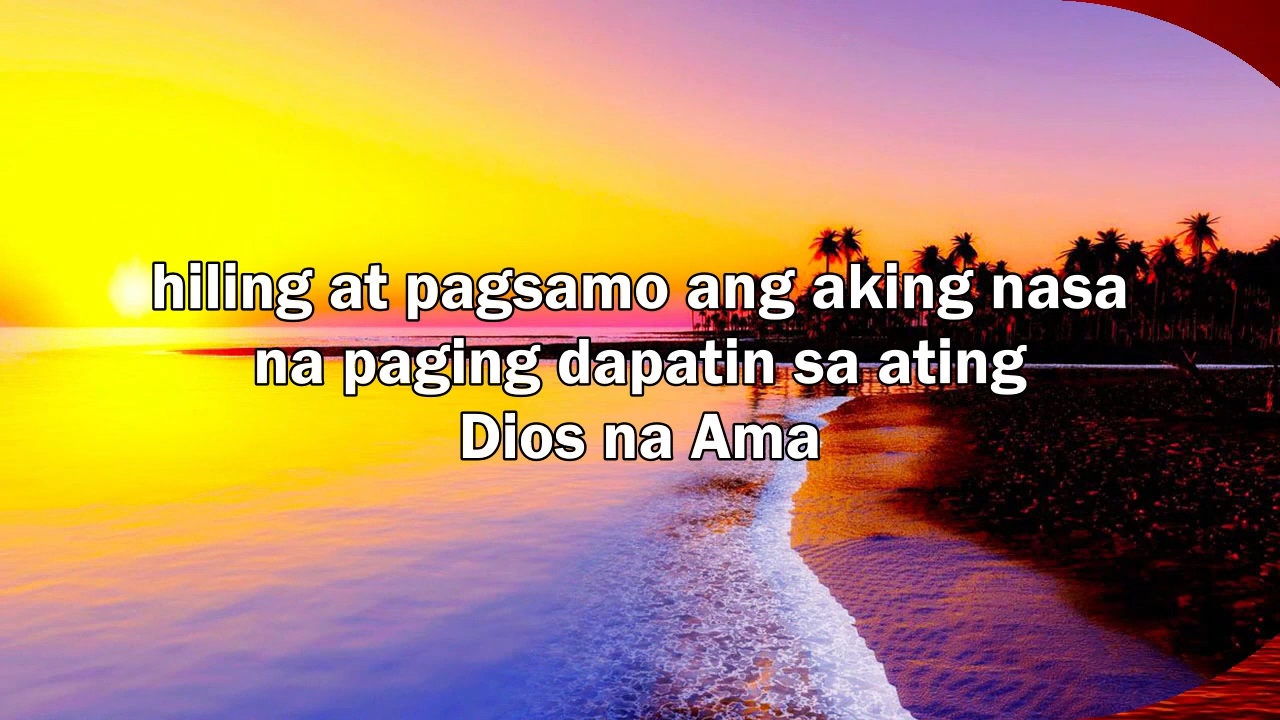 hiling at pagsamo ang aking nasa
na paging dapatin sa ating
Dios na Ama